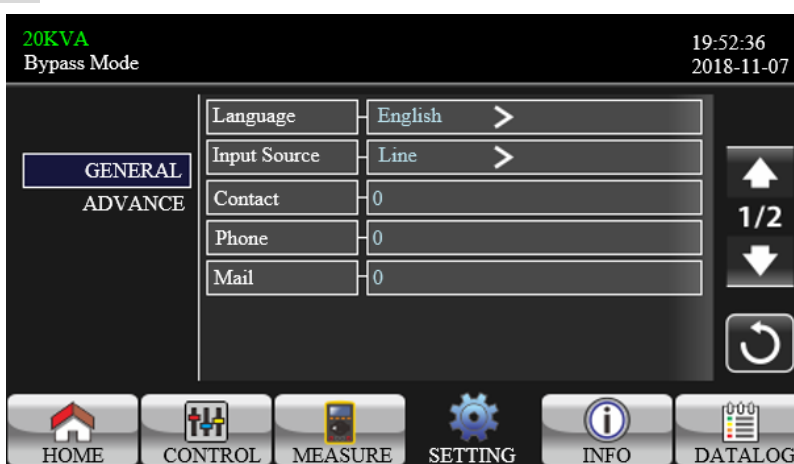 20KVA
Bypass Mode
19:52:36
2018-11-07
GENERAL
ADVANCE
Language English >
Input Source Line >
Contact 0
Phone 0
Mail 0
1/2
HOME CONTROL MEASURE SETTING INFO DATALOG